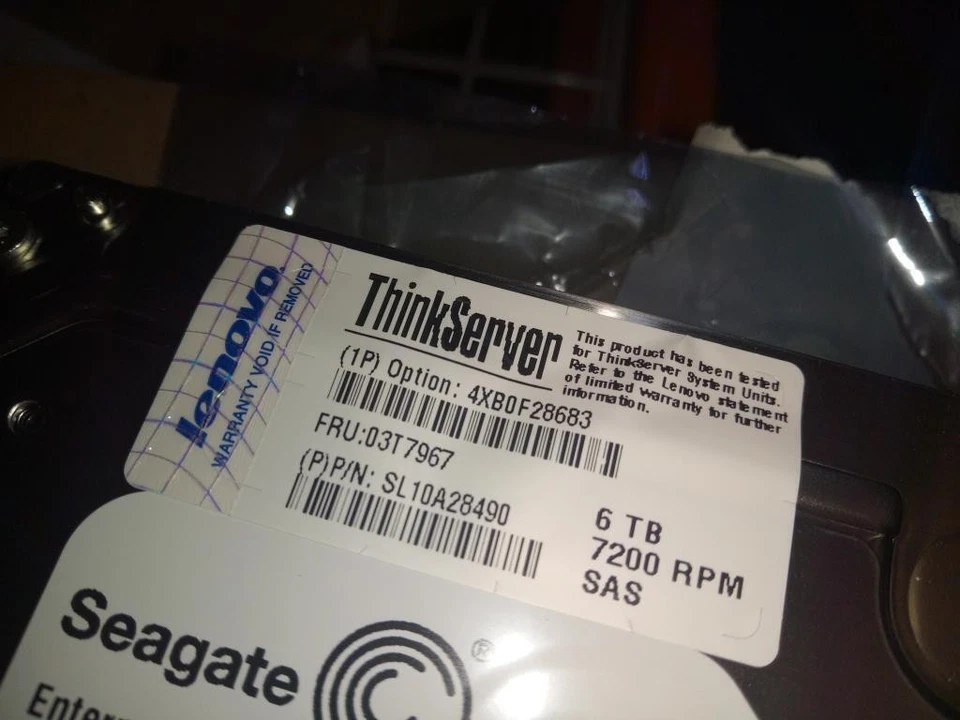 lenovo
WARRANTY VOID IF REMOVED
ThinkServer
This product has been tested
for ThinkServer System Units.
Refer to the Lenovo statement
of limited warranty for further
information.
(1P) Option: 4XB0F28683
FRU:03T7967
(P)P/N: SL10A28490
6 TB
7200 RPM
SAS
Seagate ®